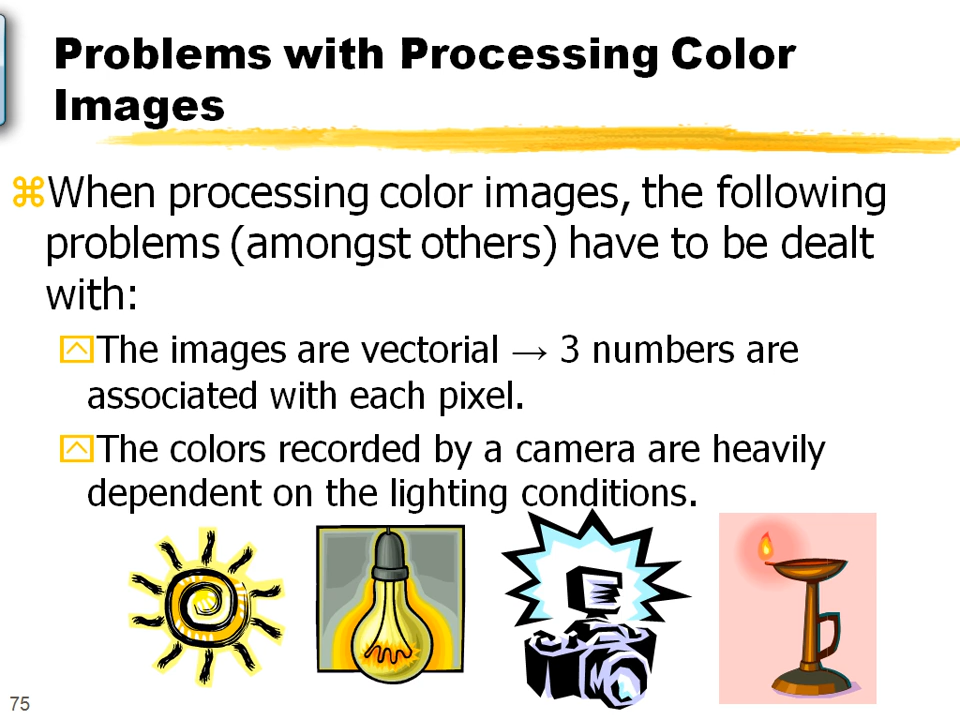 Problems with Processing Color
Images
When processing color images, the following
problems (amongst others) have to be dealt
with:
The images are vectorial → 3 numbers are
associated with each pixel.
The colors recorded by a camera are heavily
dependent on the lighting conditions.
75